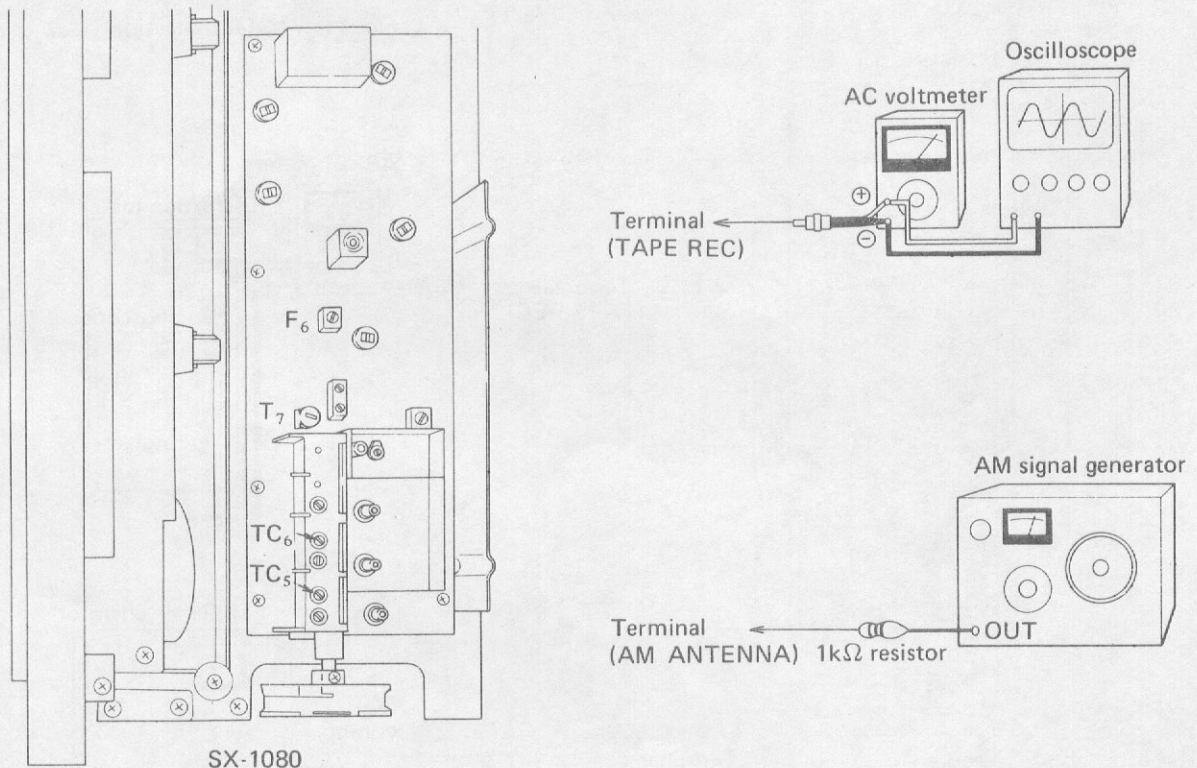 Oscilloscope
AC voltmeter
⊕
Terminal
(TAPE REC)
⊖
F₆
T₇
AM signal generator
TC₆
TC₅
Terminal
(AM ANTENNA) 1kΩ resistor
OUT
SX-1080